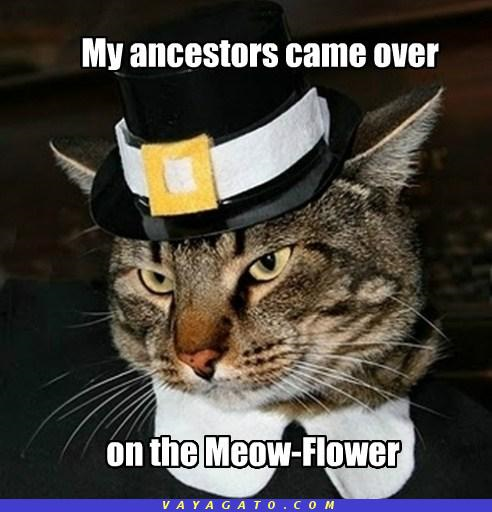 My ancestors came over
on the Meow-Flower
VAYAGATO.COM